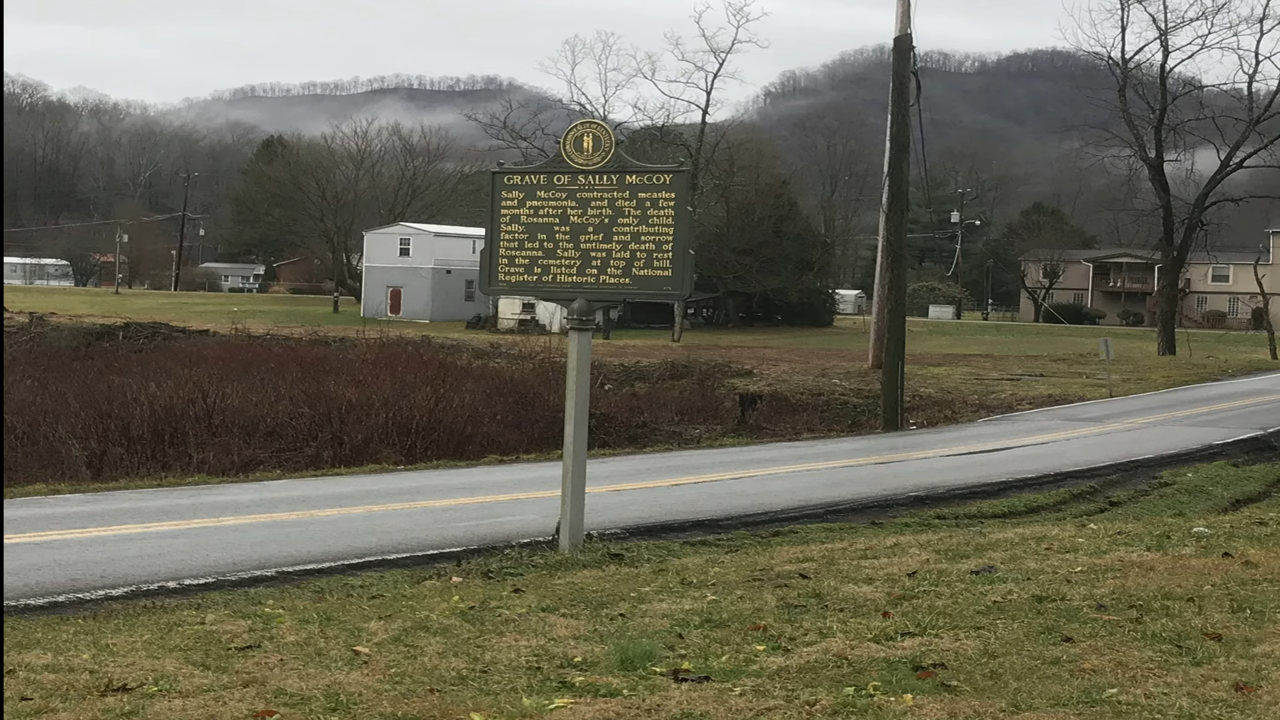 GRAVE OF SALLY McCOY
Sally McCoy contracted measles
and pneumonia, and died a few
months after her birth. The death
of Rosanna McCoy's only child,
Sally, was a contributing
factor in the grief and sorrow
that led to the untimely death of
Roseanna. Sally was laid to rest
in the cemetery at top of hill.
Grave is listed on the National
Register of Historic Places.